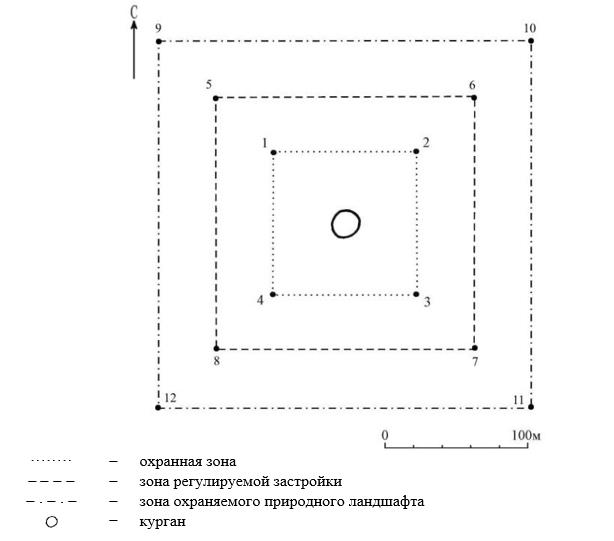 С
9 10
5 6
1 2
4 3
8 7
12 11
0 100м
– охранная зона
– зона регулируемой застройки
– зона охраняемого природного ландшафта
– курган